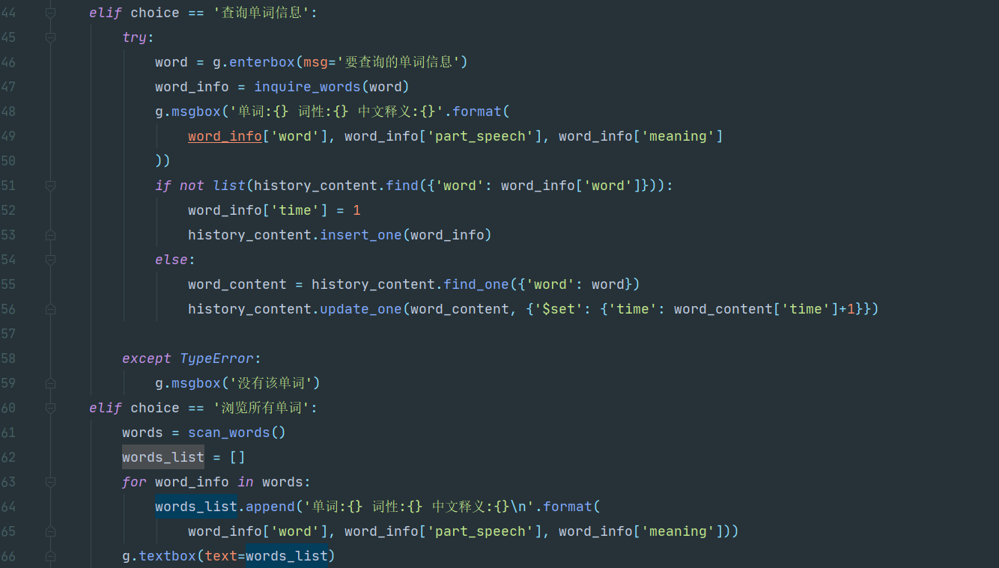 44 elif choice == '查询单词信息':
45 try:
46 word = g.enterbox(msg='要查询的单词信息')
47 word_info = inquire_words(word)
48 g.msgbox('单词:{} 词性:{} 中文释义:{}'.format(
49 word_info['word'], word_info['part_speech'], word_info['meaning']
50 ))
51 if not list(history_content.find({'word': word_info['word']})):
52 word_info['time'] = 1
53 history_content.insert_one(word_info)
54 else:
55 word_content = history_content.find_one({'word': word})
56 history_content.update_one(word_content, {'$set': {'time': word_content['time']+1}})
57
58 except TypeError:
59 g.msgbox('没有该单词')
60 elif choice == '浏览所有单词':
61 words = scan_words()
62 words_list = []
63 for word_info in words:
64 words_list.append('单词:{} 词性:{} 中文释义:{}\n'.format(
65 word_info['word'], word_info['part_speech'], word_info['meaning']))
66 g.textbox(text=words_list)